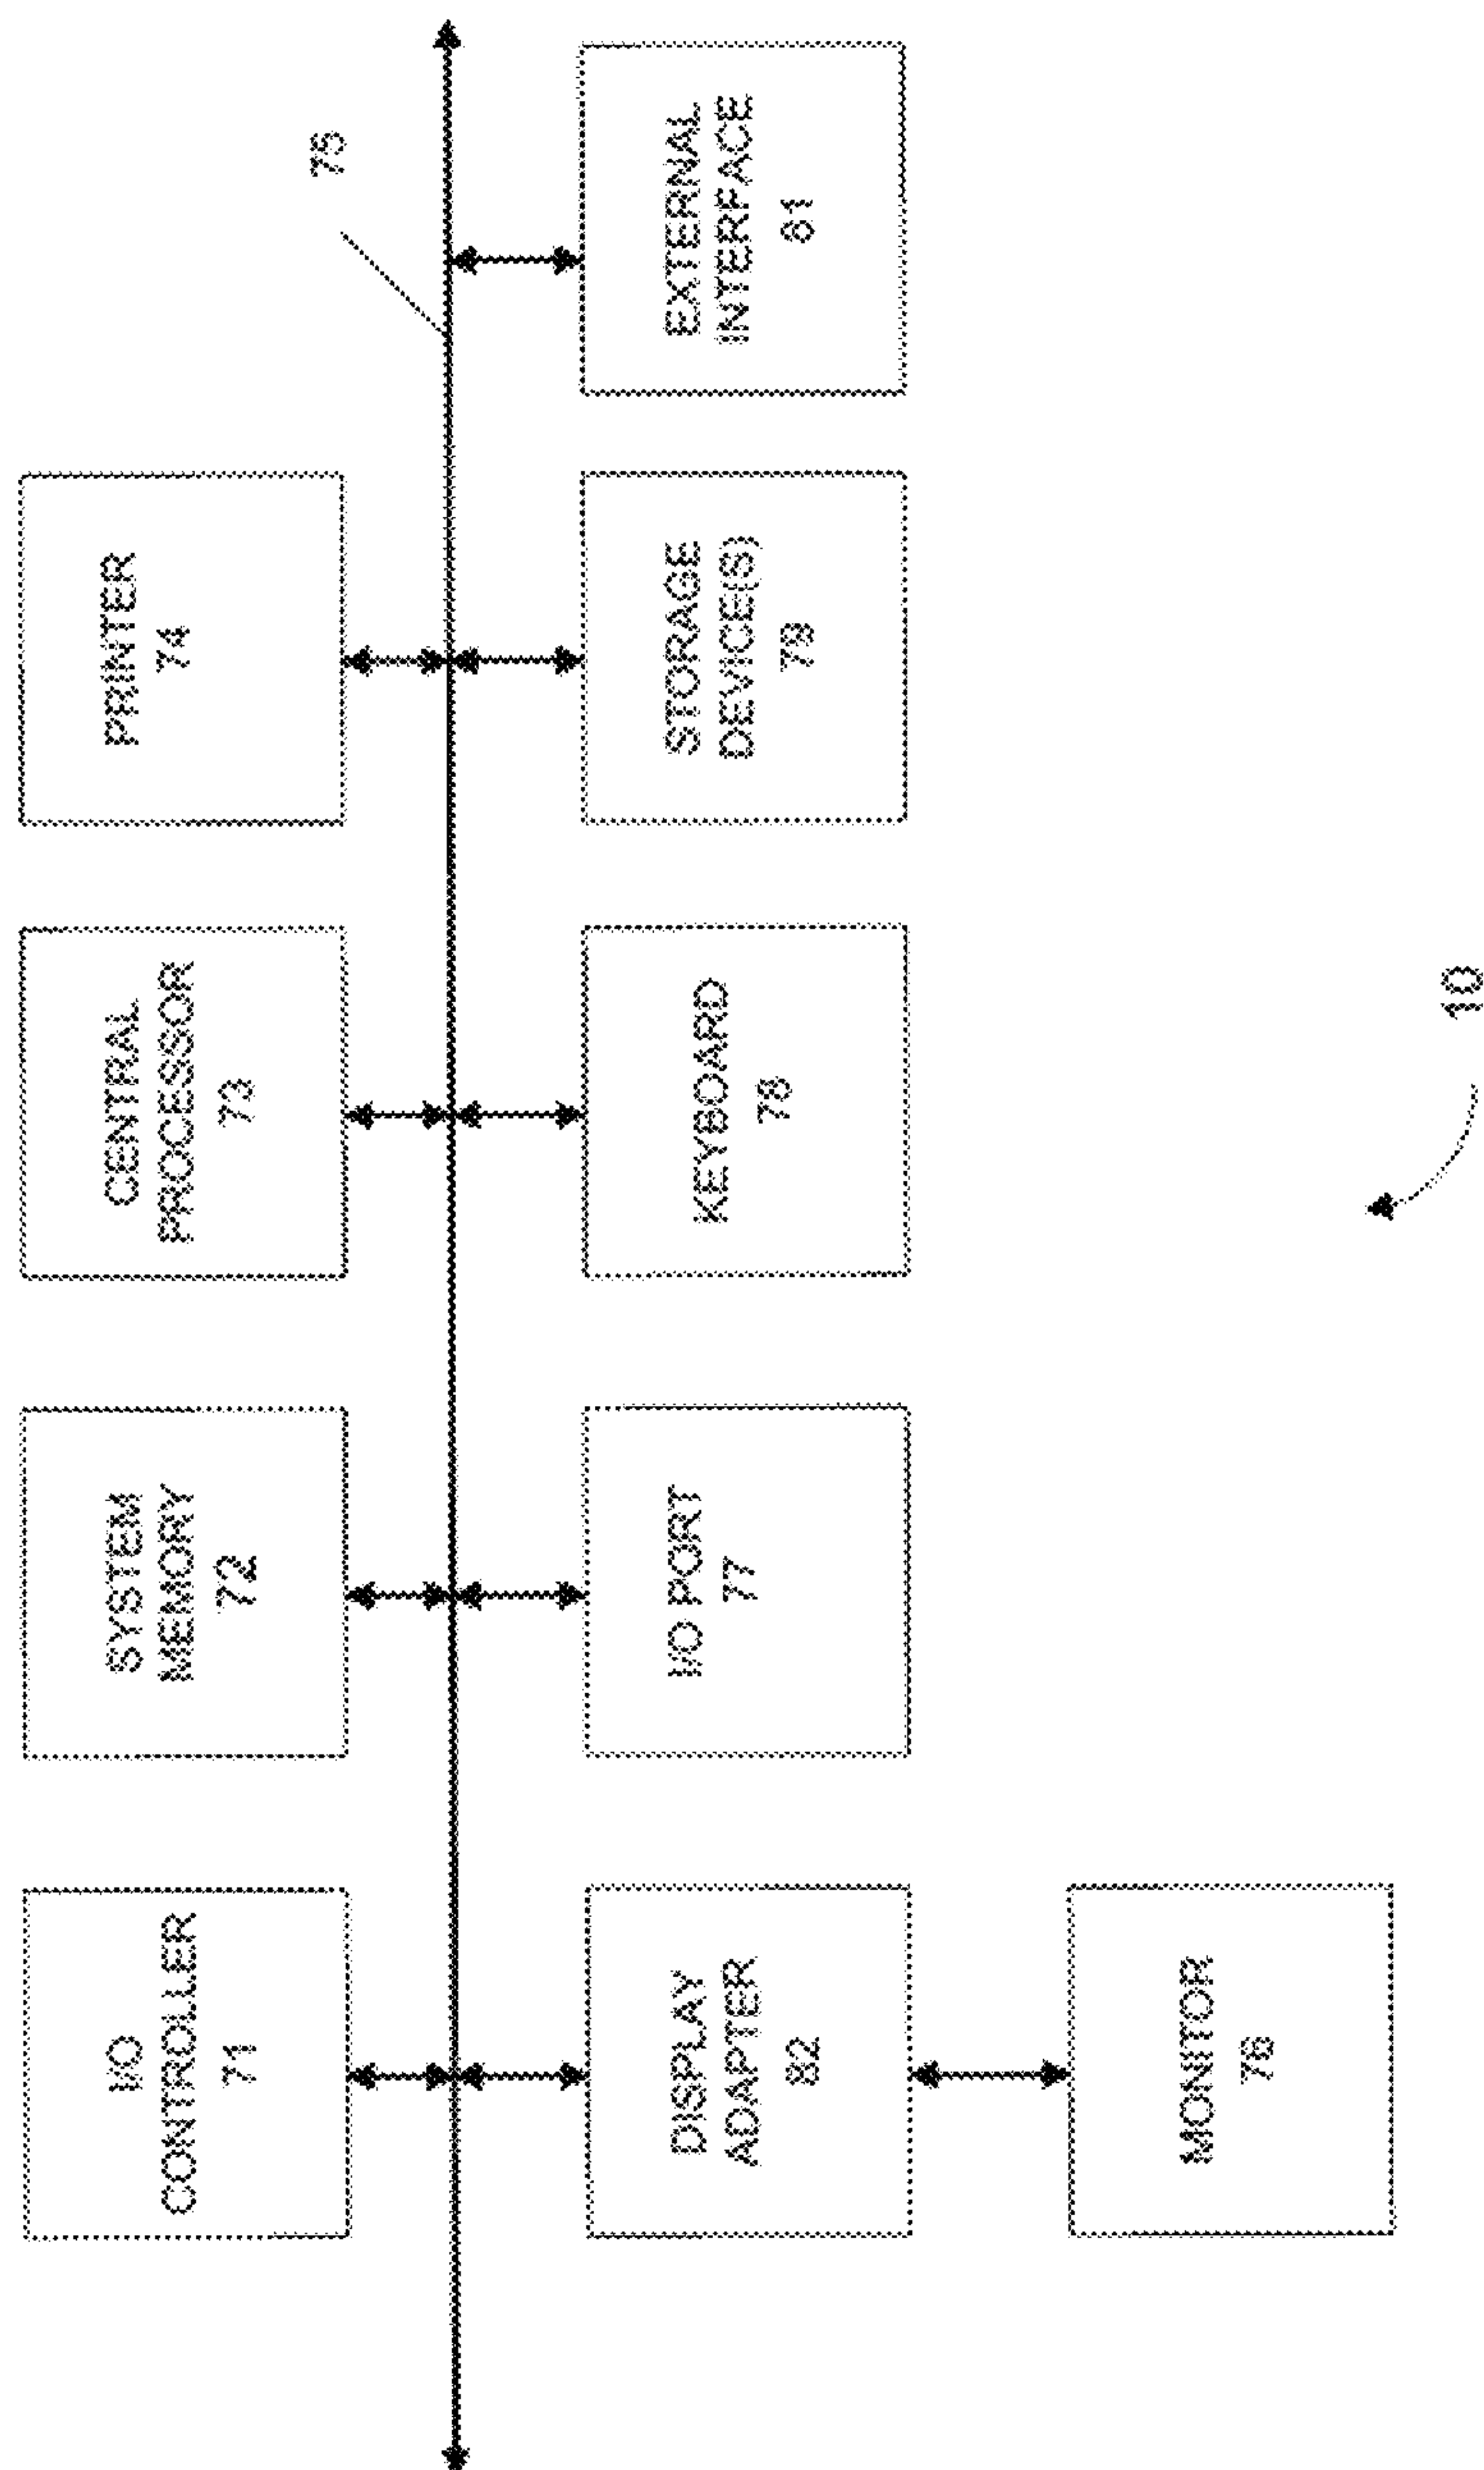 I/O
CONTROLLER
71
SYSTEM
MEMORY
72
CENTRAL
PROCESSOR
73
PRINTER
74
75
DISPLAY
ADAPTER
82
I/O PORT
77
KEYBOARD
78
STORAGE
DEVICE(S)
79
EXTERNAL
INTERFACE
81
MONITOR
76
10